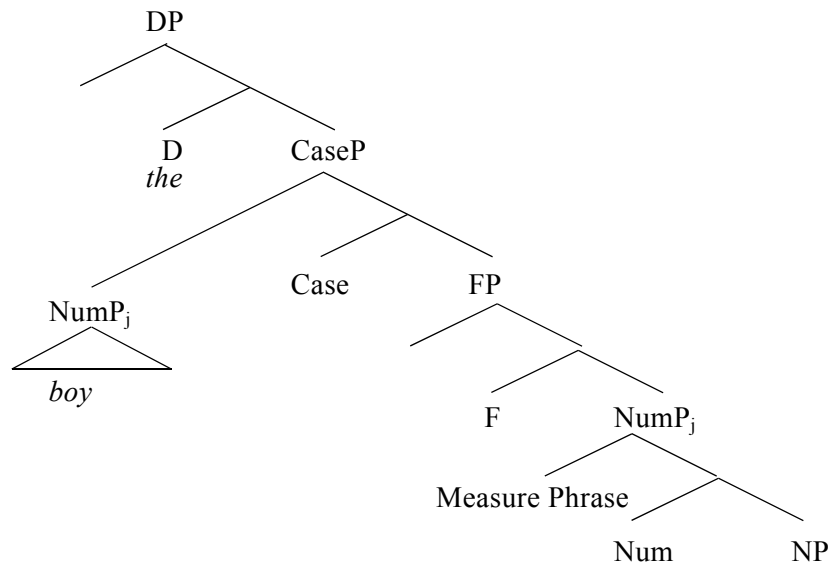 DP
D CaseP
the
Case FP
NumPj
boy
F NumPj
Measure Phrase
Num NP